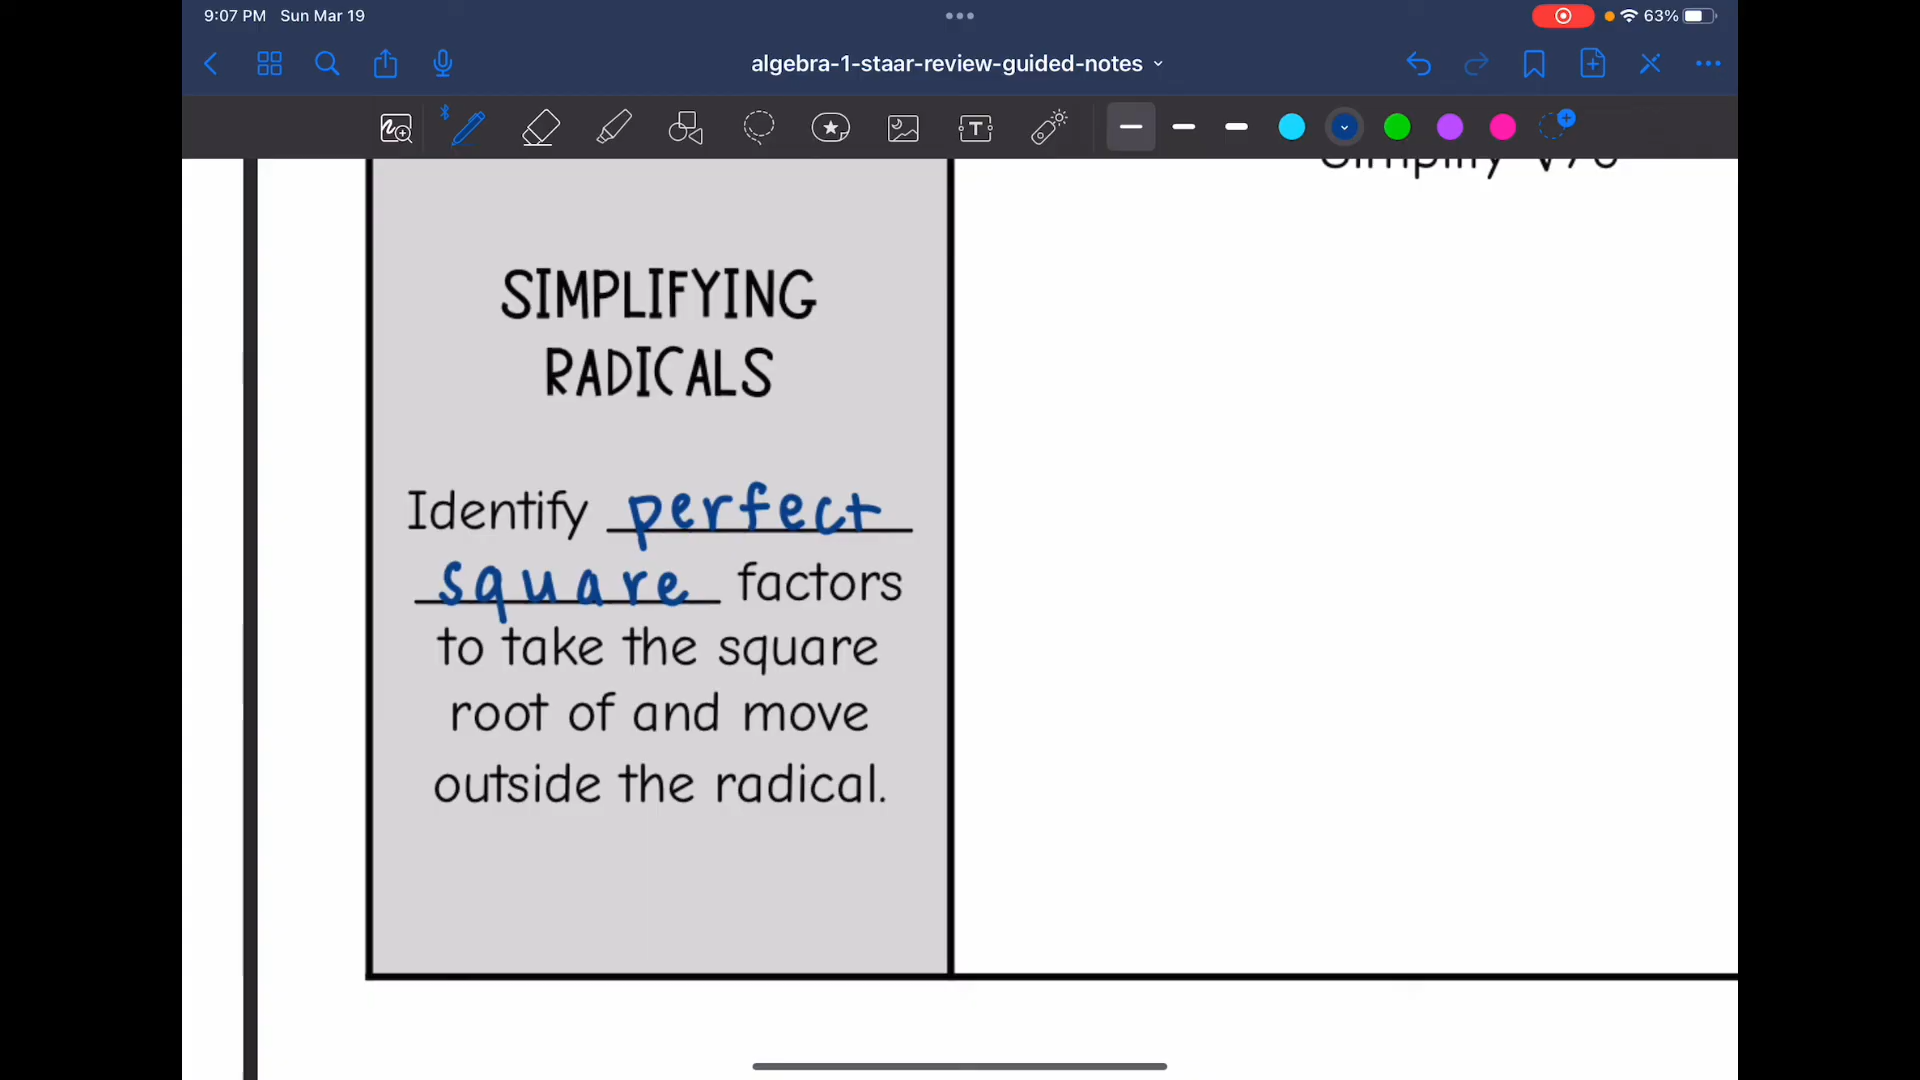 9:07 PM Sun Mar 19
63%
algebra-1-staar-review-guided-notes
Simplify
SIMPLIFYING
RADICALS
Identify perfect
square factors
to take the square
root of and move
outside the radical.